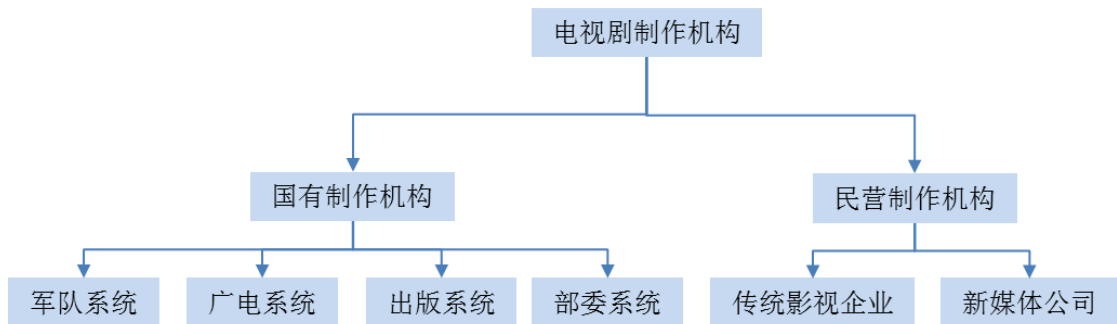 电视剧制作机构
国有制作机构
民营制作机构
军队系统
广电系统
出版系统
部委系统
传统影视企业
新媒体公司